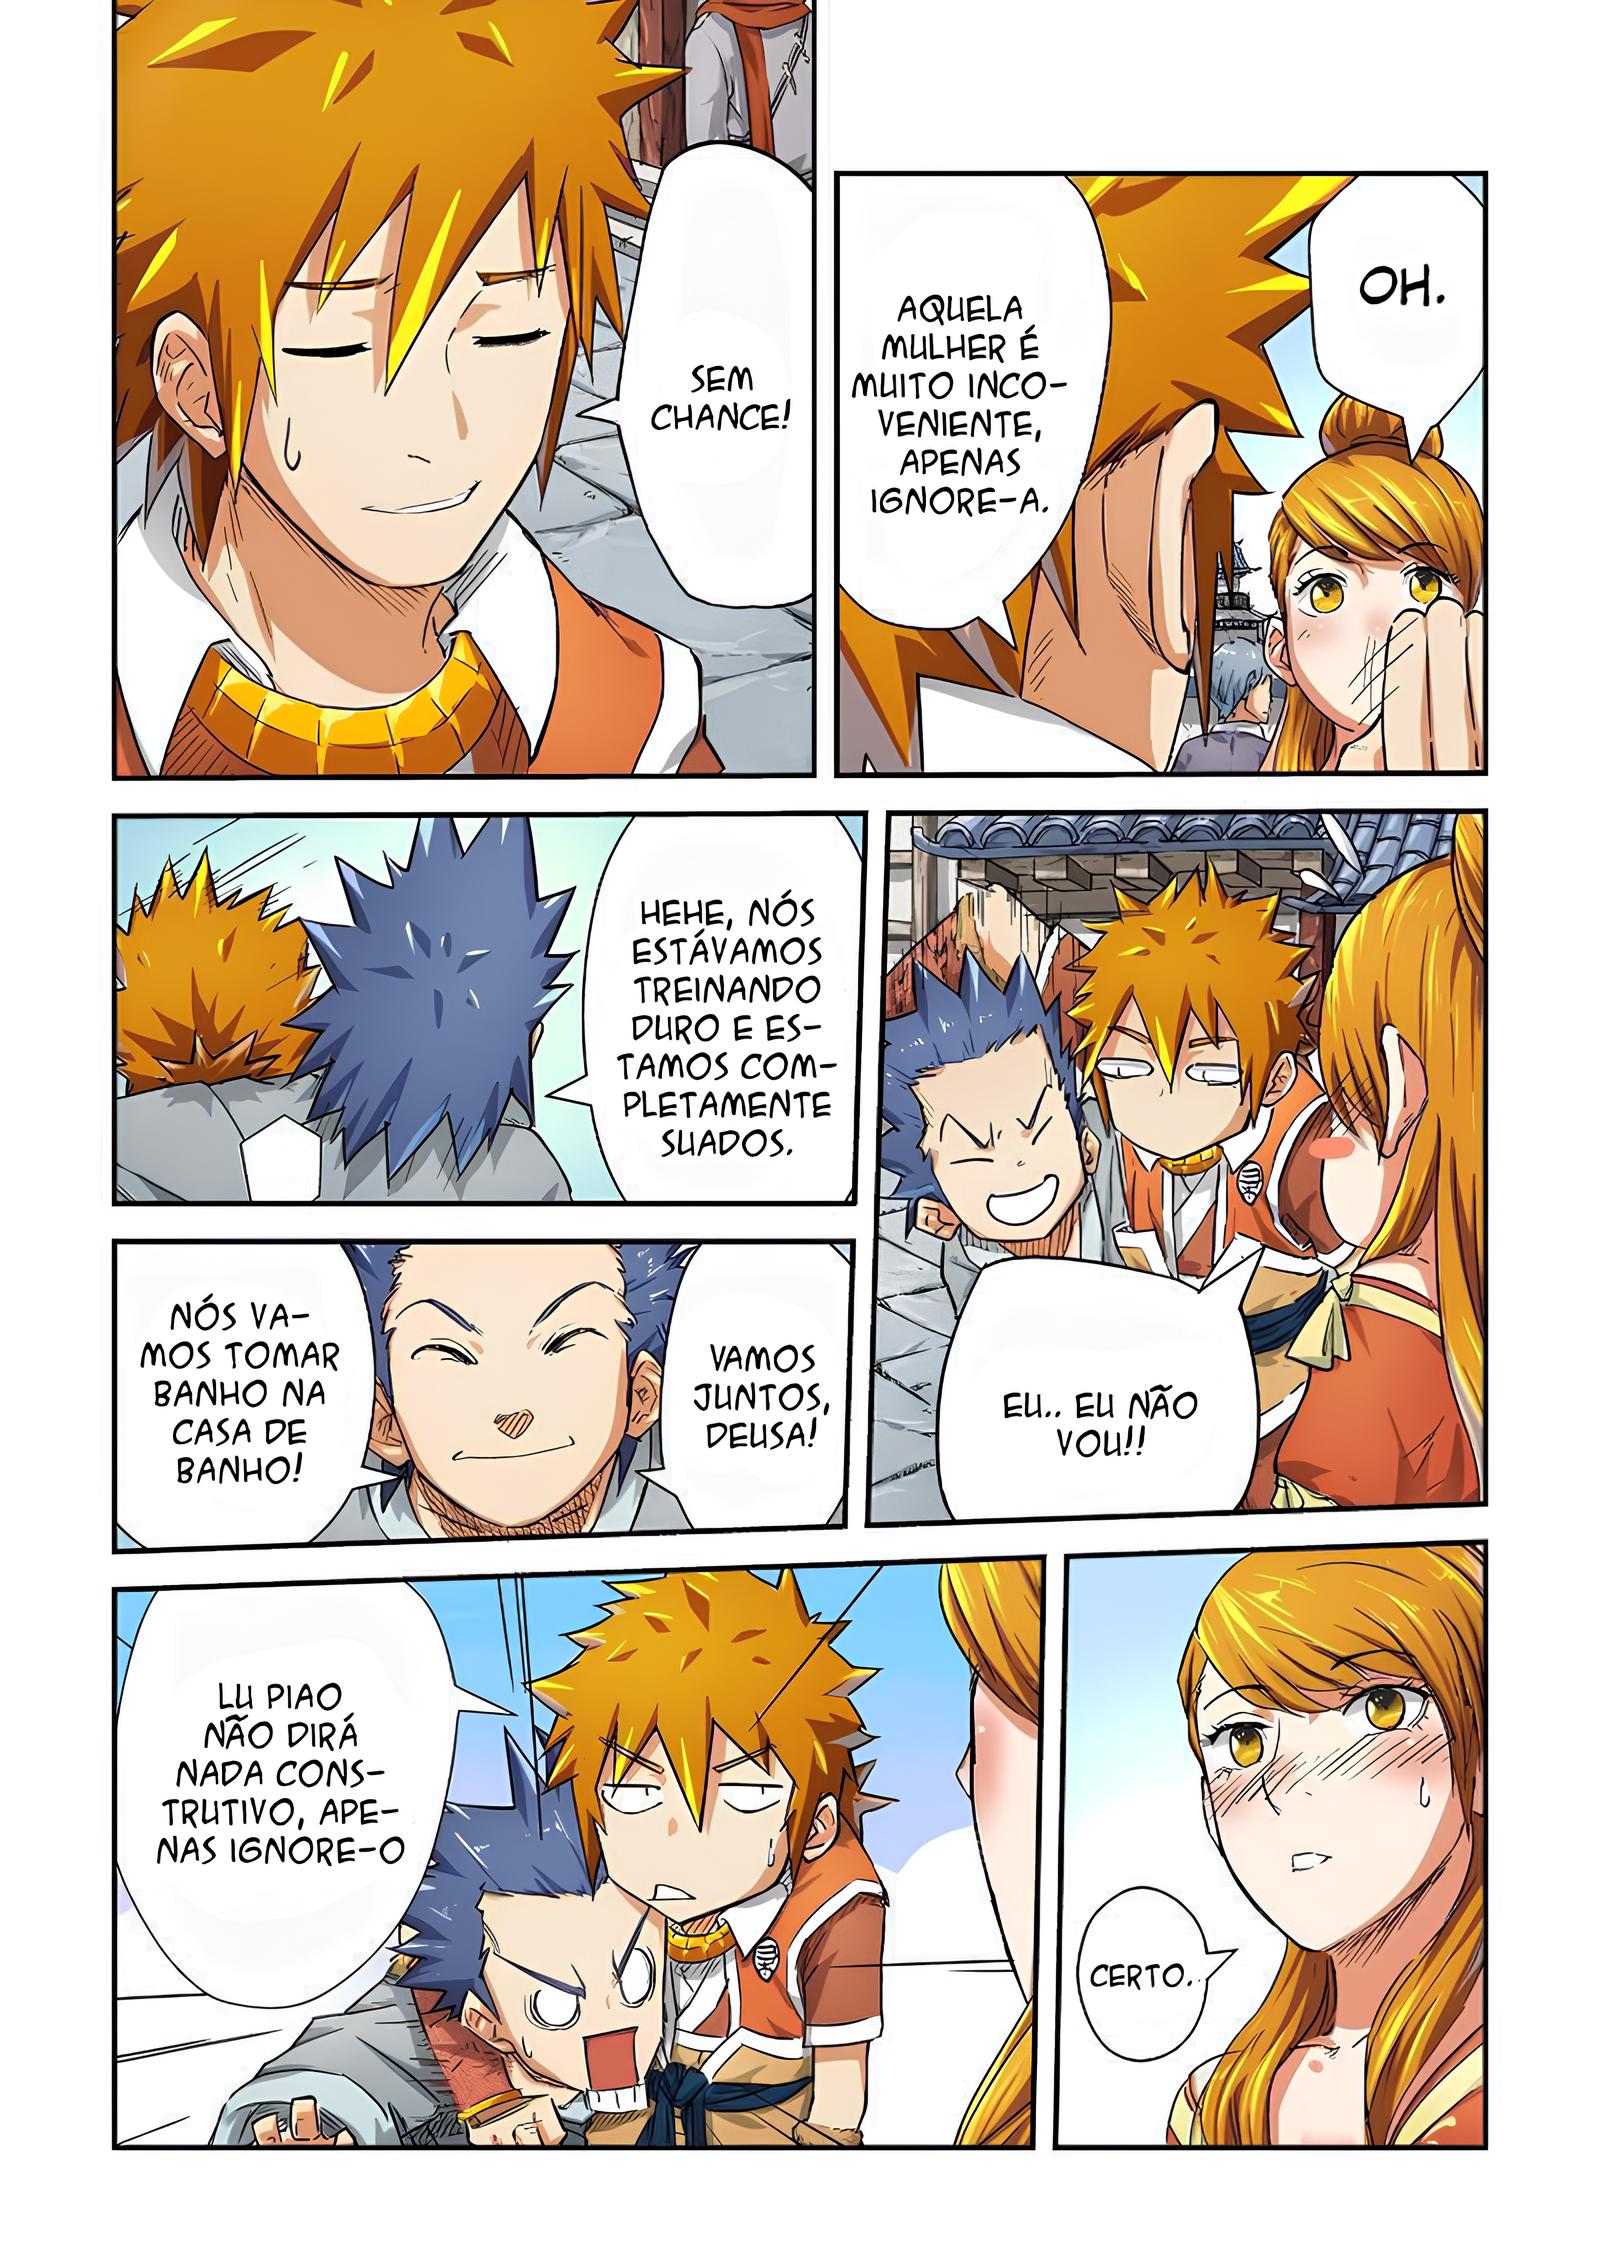 SEM
CHANCE!
AQUELA
MULHER É
MUITO INCO-
VENIENTE,
APENAS
IGNORE-A.
OH.
HEHE, NÓS
ESTÁVAMOS
TREINANDO
DURO E ES-
TAMOS COM-
PLETAMENTE
SUADOS.
NÓS VA-
MOS TOMAR
BANHO NA
CASA DE
BANHO!
VAMOS
JUNTOS,
DEUSA!
EU.. EU NÃO
VOU!!
LU PIAO
NÃO DIRÁ
NADA CONS-
TRUTIVO, APE-
NAS IGNORE-O
CERTO.